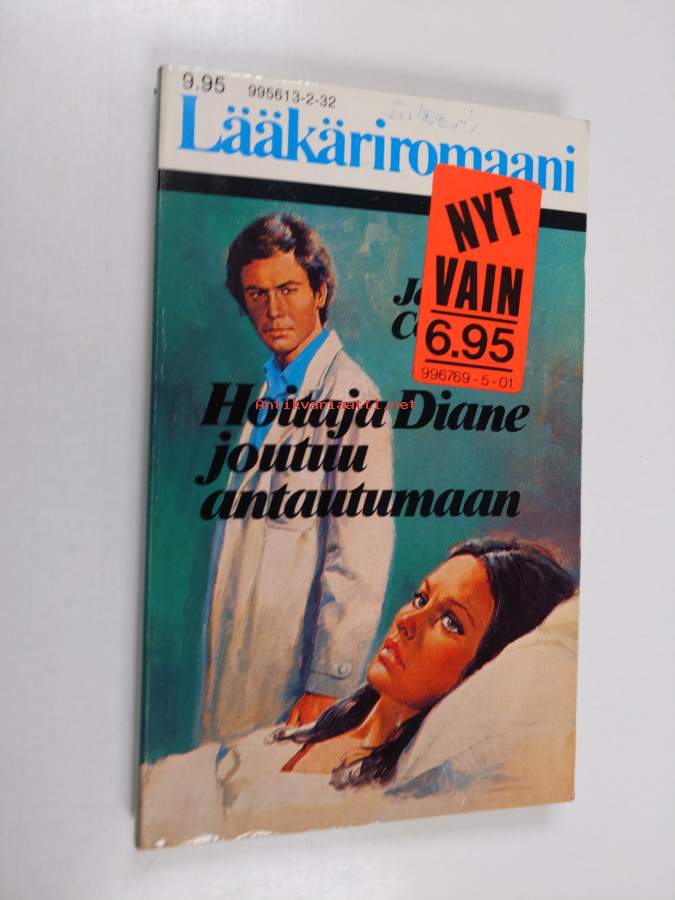 9.95 995613-2-32
Lääkäriromaani
NYT
VAIN
6.95
996769-5-01
Hoitaja Diane
joutuu
antautumaan
Antikvariaatti.net